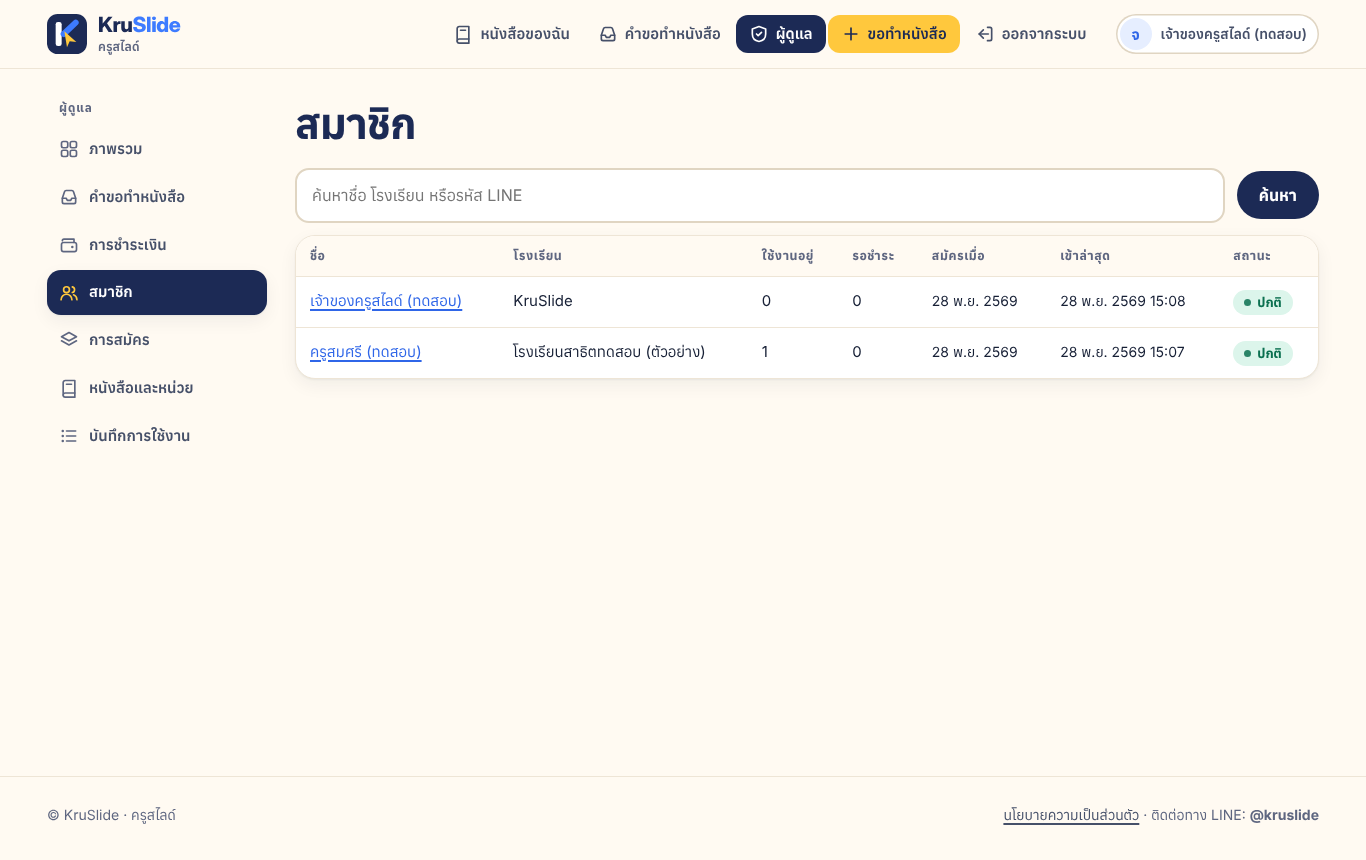 KruSlide
ครูสไลด์
หนังสือของฉัน
คำขอทำหนังสือ
ผู้ดูแล
ขอทำหนังสือ
ออกจากระบบ
จ
เจ้าของครูสไลด์ (ทดสอบ)
ผู้ดูแล
ภาพรวม
คำขอทำหนังสือ
การชำระเงิน
สมาชิก
การสมัคร
หนังสือและหน่วย
บันทึกการใช้งาน
สมาชิก
ค้นหาชื่อ โรงเรียน หรือรหัส LINE
ค้นหา
ชื่อ โรงเรียน ใช้งานอยู่ รอชำระ สมัครเมื่อ เข้าล่าสุด สถานะ
เจ้าของครูสไลด์ (ทดสอบ) KruSlide 0 0 28 พ.ย. 2569 28 พ.ย. 2569 15:08 ปกติ
ครูสมศรี (ทดสอบ) โรงเรียนสาธิตทดสอบ (ตัวอย่าง) 1 0 28 พ.ย. 2569 28 พ.ย. 2569 15:07 ปกติ
© KruSlide · ครูสไลด์
นโยบายความเป็นส่วนตัว · ติดต่อทาง LINE: @kruslide